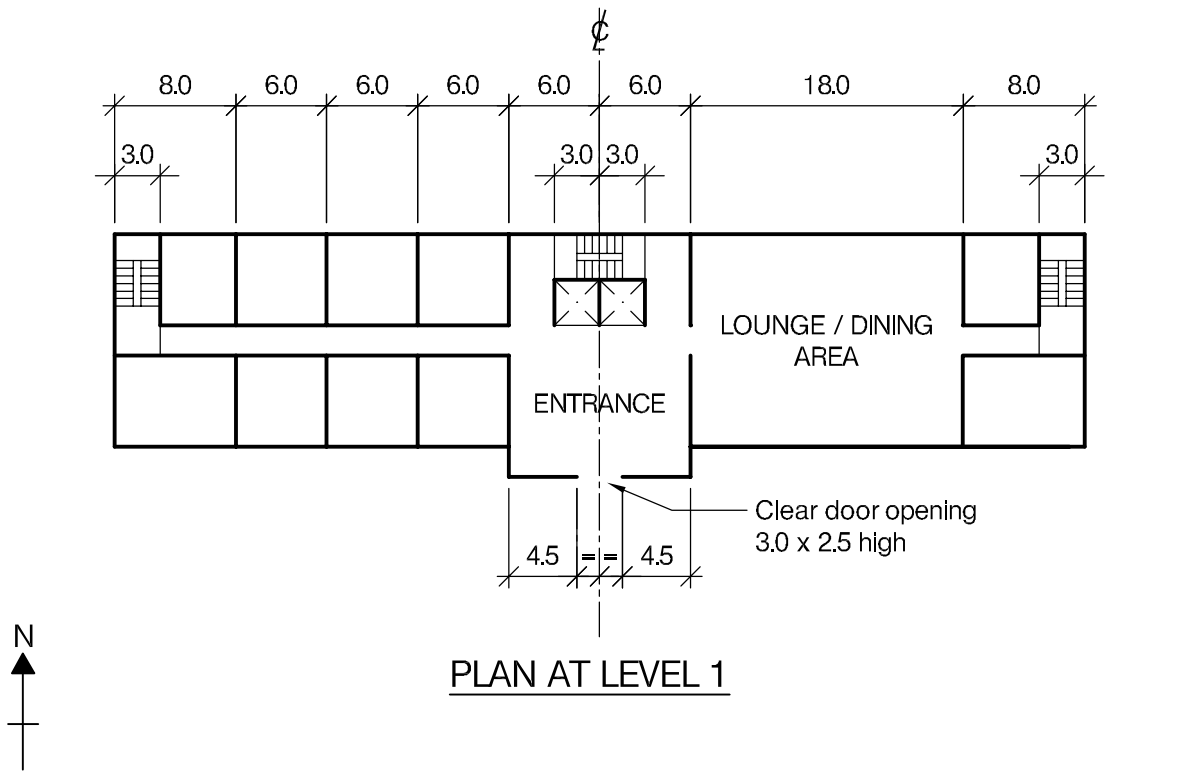 ℄
8.0 6.0 6.0 6.0 6.0 6.0 18.0 8.0
3.0 3.0 3.0 3.0
LOUNGE / DINING
AREA
ENTRANCE
Clear door opening
3.0 x 2.5 high
4.5 = = 4.5
N
PLAN AT LEVEL 1